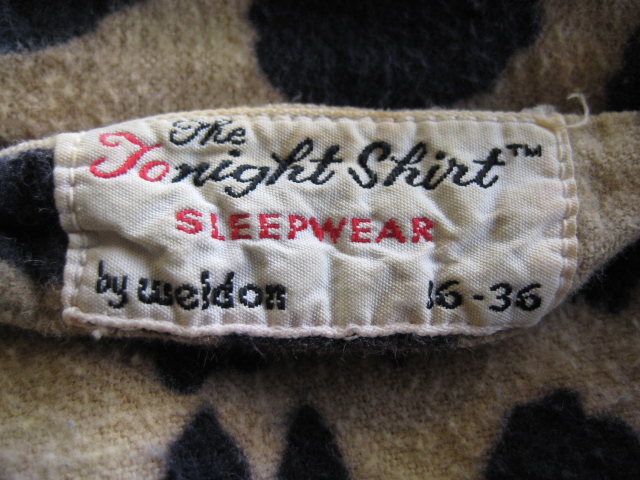 The
Tonight Shirt™
SLEEPWEAR
by weldon 16-36